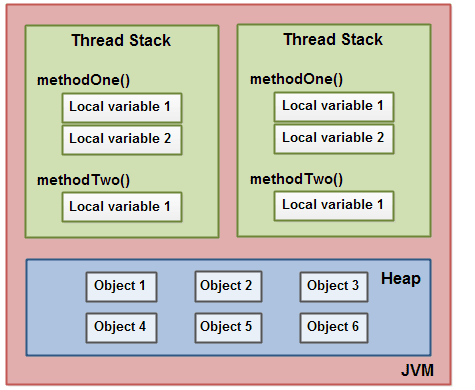 Thread Stack
methodOne()
Local variable 1
Local variable 2
methodTwo()
Local variable 1
Thread Stack
methodOne()
Local variable 1
Local variable 2
methodTwo()
Local variable 1
Heap
Object 1 Object 2 Object 3
Object 4 Object 5 Object 6
JVM